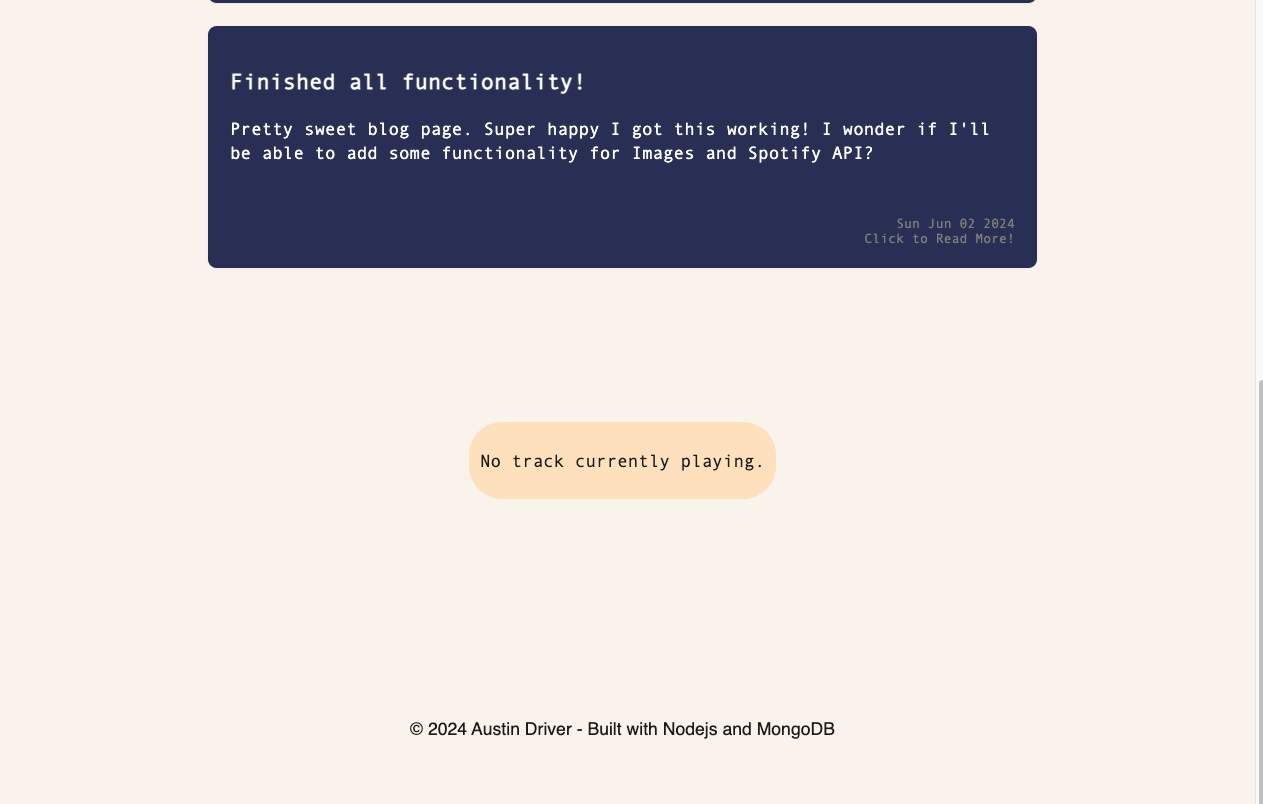 Finished all functionality!
Pretty sweet blog page. Super happy I got this working! I wonder if I'll
be able to add some functionality for Images and Spotify API?
Sun Jun 02 2024
Click to Read More!
No track currently playing.
© 2024 Austin Driver - Built with Nodejs and MongoDB